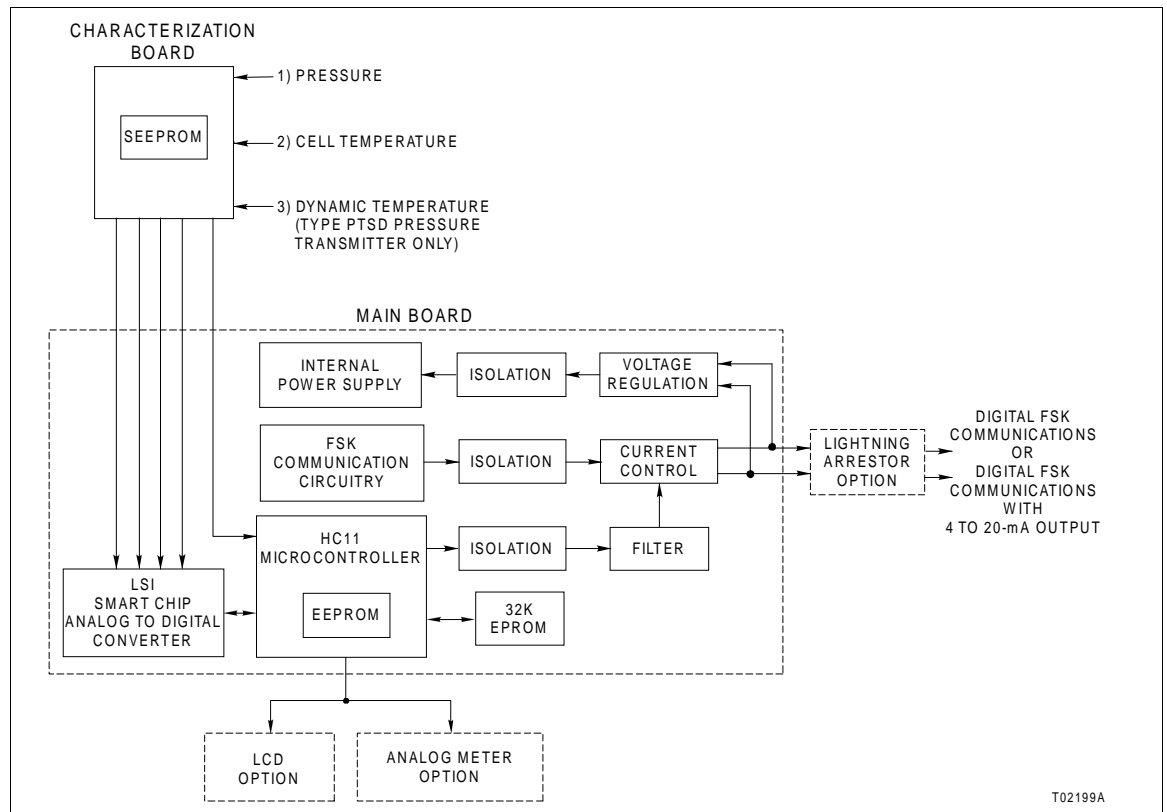 CHARACTERIZATION
BOARD
SEEPROM
1) PRESSURE
2) CELL TEMPERATURE
3) DYNAMIC TEMPERATURE
(TYPE PTSD PRESSURE
TRANSMITTER ONLY)
MAIN BOARD
INTERNAL
POWER SUPPLY
ISOLATION
VOLTAGE
REGULATION
FSK
COMMUNICATION
CIRCUITRY
ISOLATION
CURRENT
CONTROL
LIGHTNING
ARRESTOR
OPTION
DIGITAL FSK
COMMUNICATIONS
OR
DIGITAL FSK
COMMUNICATIONS
WITH
4 TO 20-mA OUTPUT
HC11
MICROCONTROLLER
EEPROM
ISOLATION
FILTER
LSI
SMART CHIP
ANALOG TO DIGITAL
CONVERTER
32K
EPROM
LCD
OPTION
ANALOG METER
OPTION
T02199A